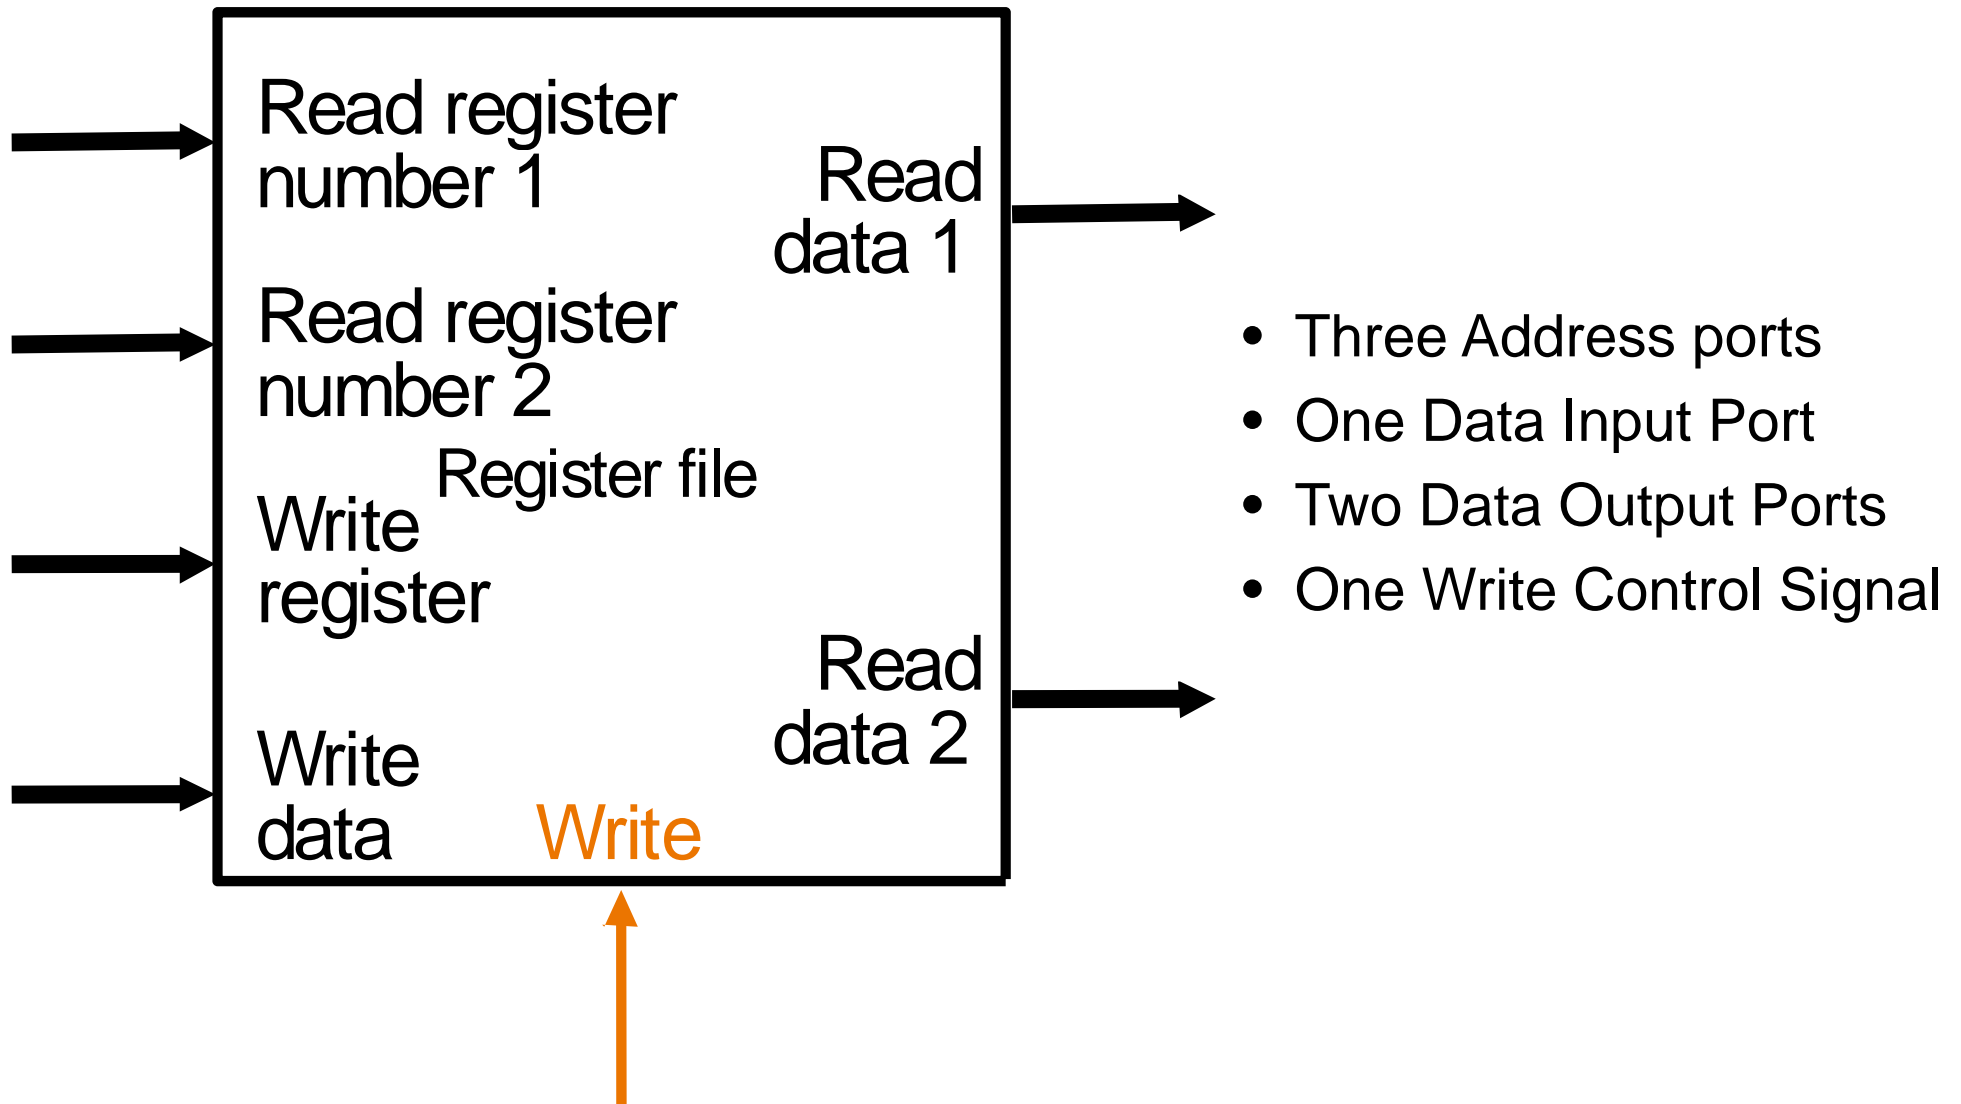 Read register
number 1
Read
data 1
Read register
number 2
Register file
Write
register
Read
data 2
Write
data
Write
• Three Address ports
• One Data Input Port
• Two Data Output Ports
• One Write Control Signal